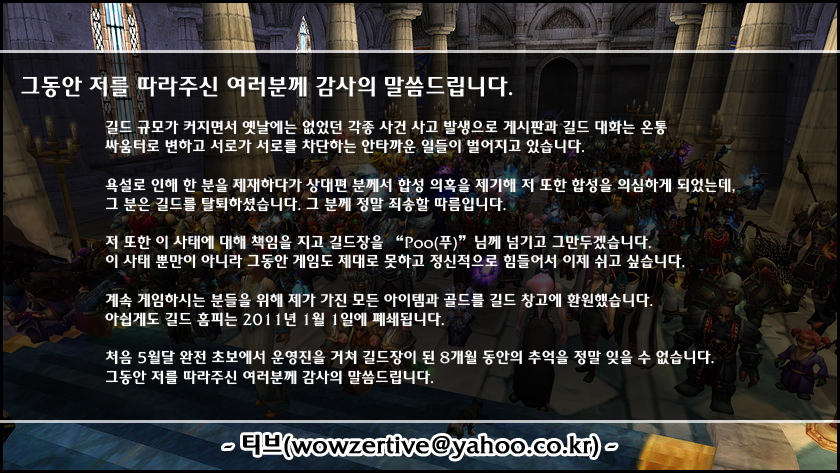 그동안 저를 따라주신 여러분께 감사의 말씀드립니다.
길드 규모가 커지면서 옛날에는 없었던 각종 사건 사고 발생으로 게시판과 길드 대화는 온통
싸움터로 변하고 서로가 서로를 차단하는 안타까운 일들이 벌어지고 있습니다.
욕설로 인해 한 분을 제재하다가 상대편 분께서 합성 의혹을 제기해 저 또한 합성을 의심하게 되었는데,
그 분은 길드를 탈퇴하셨습니다. 그 분께 정말 죄송할 따름입니다.
저 또한 이 사태에 대해 책임을 지고 길드장을 “Poo(푸)”님께 넘기고 그만두겠습니다.
이 사태 뿐만이 아니라 그동안 게임도 제대로 못하고 정신적으로 힘들어서 이제 쉬고 싶습니다.
계속 게임하시는 분들을 위해 제가 가진 모든 아이템과 골드를 길드 창고에 환원했습니다.
아쉽게도 길드 홈피는 2011년 1월 1일에 폐쇄됩니다.
처음 5월달 완전 초보에서 운영진을 거쳐 길드장이 된 8개월 동안의 추억을 정말 잊을 수 없습니다.
그동안 저를 따라주신 여러분께 감사의 말씀드립니다.
- 티브(wowzertive@yahoo.co.kr) -